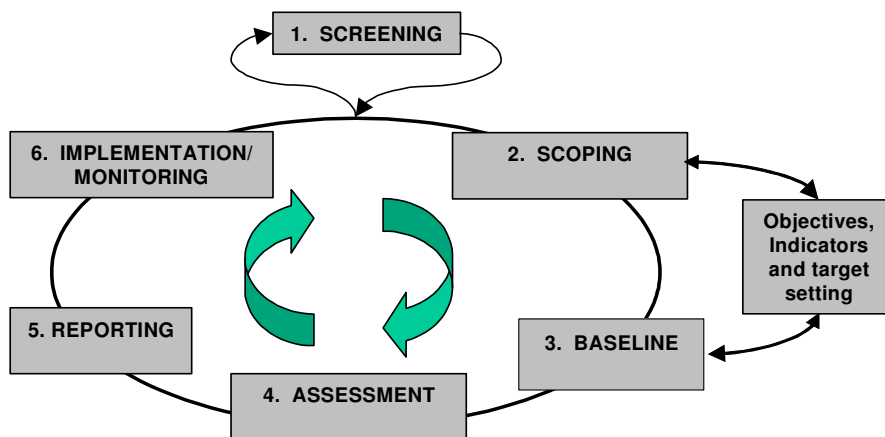 1. SCREENING
2. SCOPING
Objectives,
Indicators
and target
setting
3. BASELINE
4. ASSESSMENT
5. REPORTING
6. IMPLEMENTATION/
MONITORING